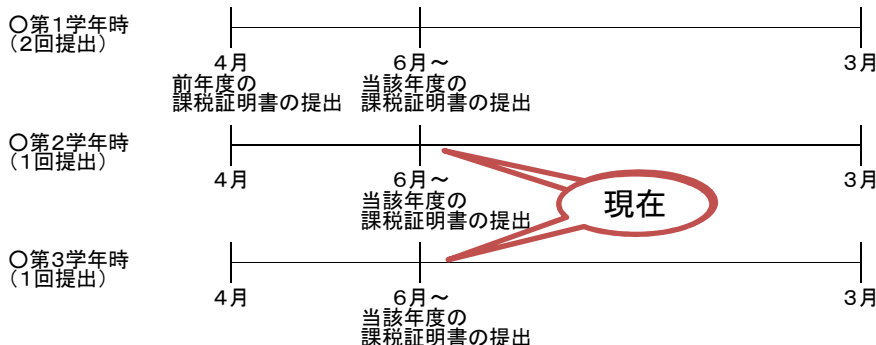 〇第1学年時
(2回提出)
4月
6月～
3月
前年度の
課税証明書の提出
当該年度の
課税証明書の提出
〇第2学年時
(1回提出)
4月
6月～
3月
当該年度の
課税証明書の提出
現在
〇第3学年時
(1回提出)
4月
6月～
3月
当該年度の
課税証明書の提出